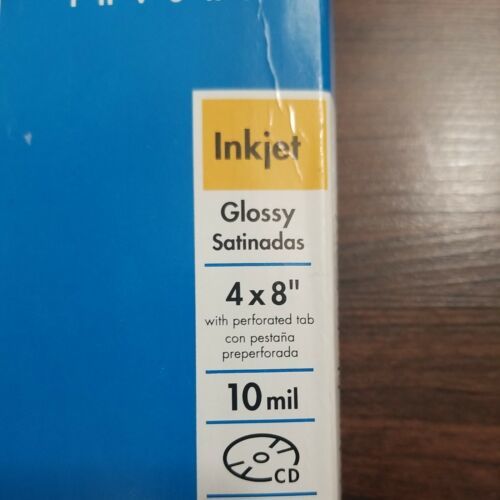 Inkjet
Glossy
Satinadas
4 x 8"
with perforated tab
con pestaña
preperforada
10 mil
CD